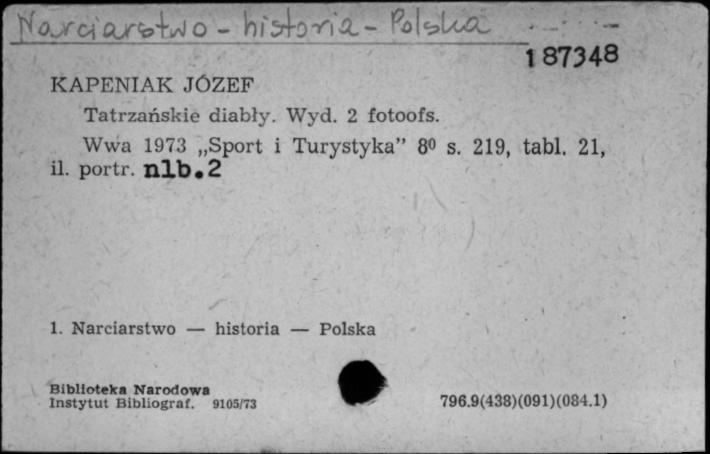 Narciarstwo - historia - Polska
187348
KAPENIAK JÓZEF
Tatrzańskie diabły. Wyd. 2 fotoofs.
Wwa 1973 „Sport i Turystyka” 8⁰ s. 219, tabl. 21,
il. portr. nlb.2
1. Narciarstwo — historia — Polska
Biblioteka Narodowa
Instytut Bibliograf. 9105/73
796.9(438)(091)(084.1)